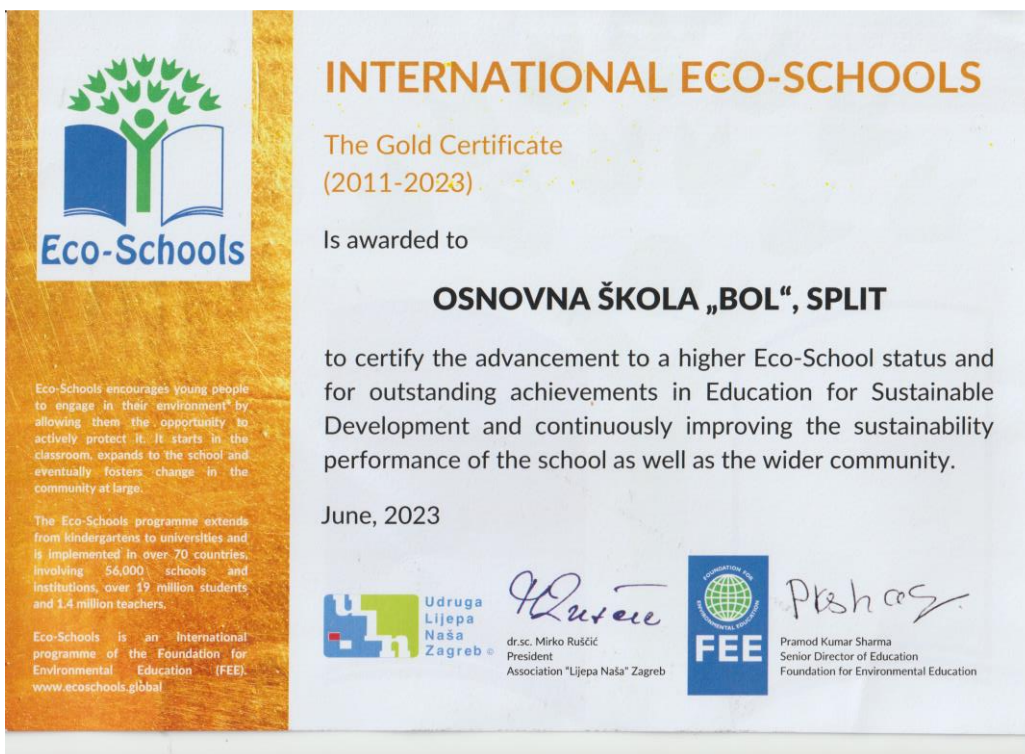 Eco-Schools
Eco-Schools encourages young people
to engage in their environment by
allowing them the opportunity to
actively protect it. It starts in the
classroom, expands to the school and
eventually fosters change in the
community at large.
The Eco-Schools programme extends
from kindergartens to universities and
is implemented in over 70 countries,
involving 56,000 schools and
institutions, over 19 million students
and 1.4 million teachers.
Eco-Schools is an International
programme of the Foundation for
Environmental Education (FEE).
www.ecoschools.global
INTERNATIONAL ECO-SCHOOLS
The Gold Certificate
(2011-2023)
Is awarded to
OSNOVNA ŠKOLA „BOL“, SPLIT
to certify the advancement to a higher Eco-School status and
for outstanding achievements in Education for Sustainable
Development and continuously improving the sustainability
performance of the school as well as the wider community.
June, 2023
Udruga
Lijepa
Naša
Zagreb ©
dr.sc. Mirko Ruščić
President
Association "Lijepa Naša" Zagreb
FOUNDATION FOR
ENVIRONMENTAL EDUCATION
FEE
Pramod Kumar Sharma
Senior Director of Education
Foundation for Environmental Education